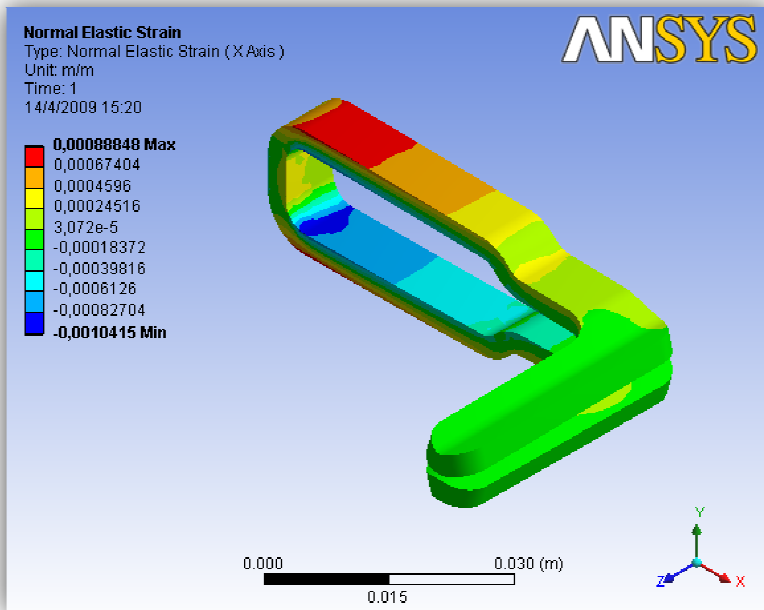 Normal Elastic Strain
Type: Normal Elastic Strain ( X Axis )
Unit: m/m
Time: 1
14/4/2009 15:20
ANSYS
0,00088848 Max
0,00067404
0,0004596
0,00024516
3,072e-5
-0,00018372
-0,00039816
-0,0006126
-0,00082704
-0,0010415 Min
0.000
0.030 (m)
0.015
Y
Z
X